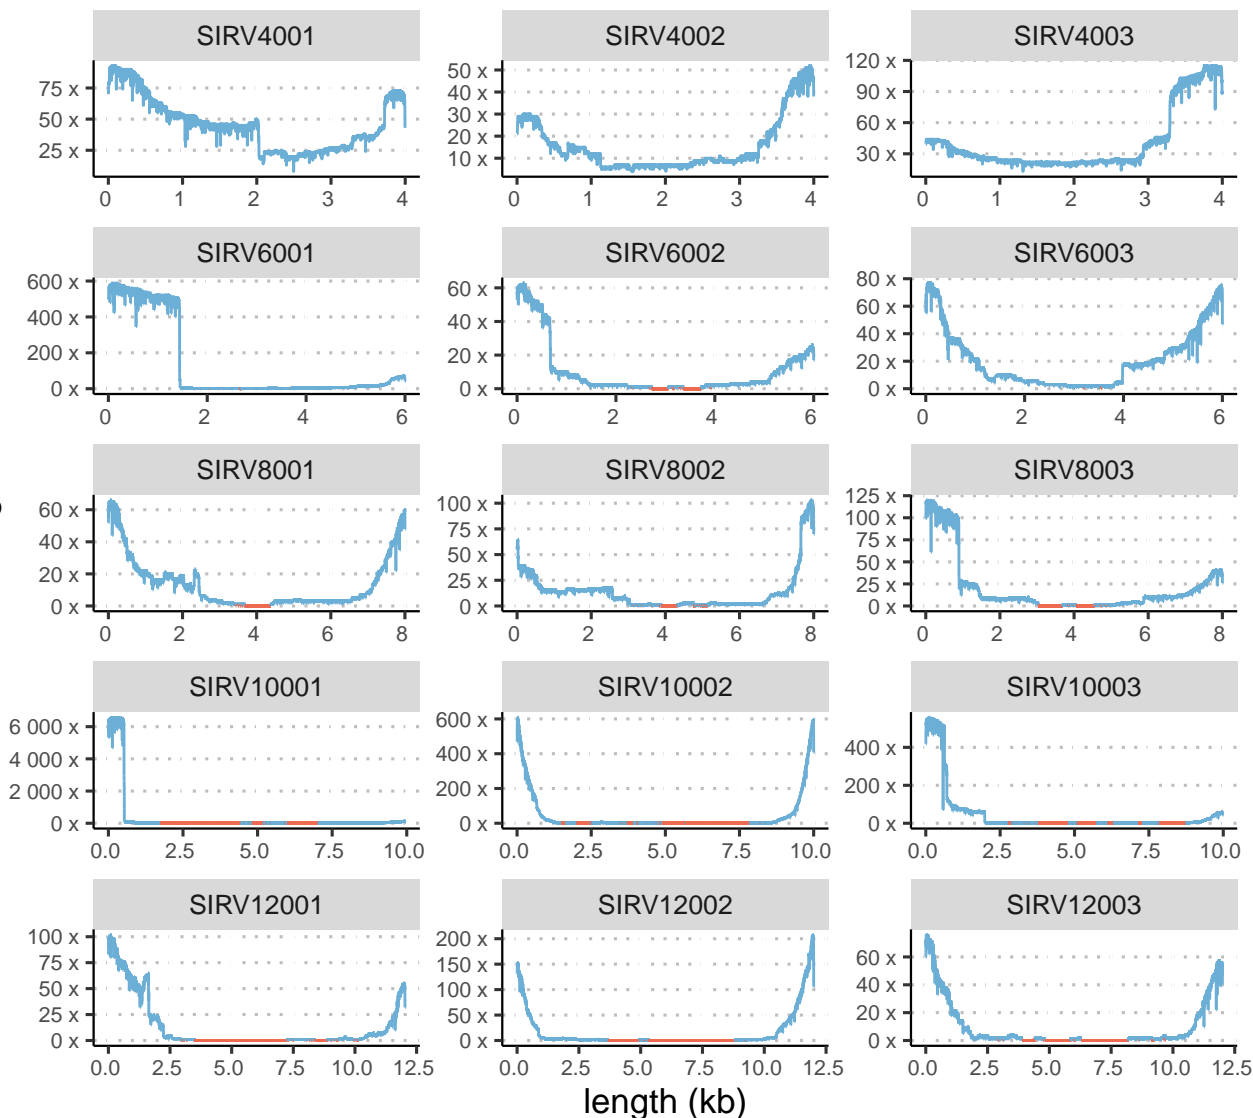 SIRV4001 SIRV4002 SIRV4003
75 x
50 x
25 x
0 1 2 3 4
50 x
40 x
30 x
20 x
10 x
0 1 2 3 4
120 x
90 x
60 x
30 x
0 1 2 3 4
SIRV6001 SIRV6002 SIRV6003
600 x
400 x
200 x
0 x
0 2 4 6
60 x
40 x
20 x
0 x
0 2 4 6
80 x
60 x
40 x
20 x
0 x
0 2 4 6
SIRV8001 SIRV8002 SIRV8003
60 x
40 x
20 x
0 x
0 2 4 6 8
100 x
75 x
50 x
25 x
0 x
0 2 4 6 8
125 x
100 x
75 x
50 x
25 x
0 x
0 2 4 6 8
SIRV10001 SIRV10002 SIRV10003
6 000 x
4 000 x
2 000 x
0 x
0.0 2.5 5.0 7.5 10.0
600 x
400 x
200 x
0 x
0.0 2.5 5.0 7.5 10.0
400 x
200 x
0 x
0.0 2.5 5.0 7.5 10.0
SIRV12001 SIRV12002 SIRV12003
100 x
75 x
50 x
25 x
0 x
0.0 2.5 5.0 7.5 10.0 12.5
200 x
150 x
100 x
50 x
0 x
0.0 2.5 5.0 7.5 10.0 12.5
60 x
40 x
20 x
0 x
0.0 2.5 5.0 7.5 10.0 12.5
length (kb)